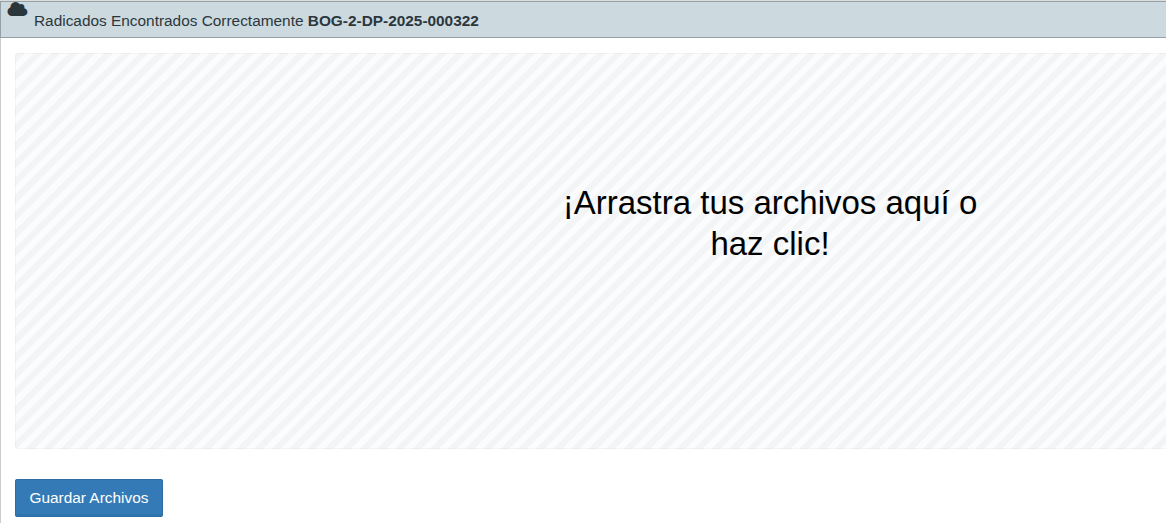 Radicados Encontrados Correctamente BOG-2-DP-2025-000322
¡Arrastra tus archivos aquí o
haz clic!
Guardar Archivos